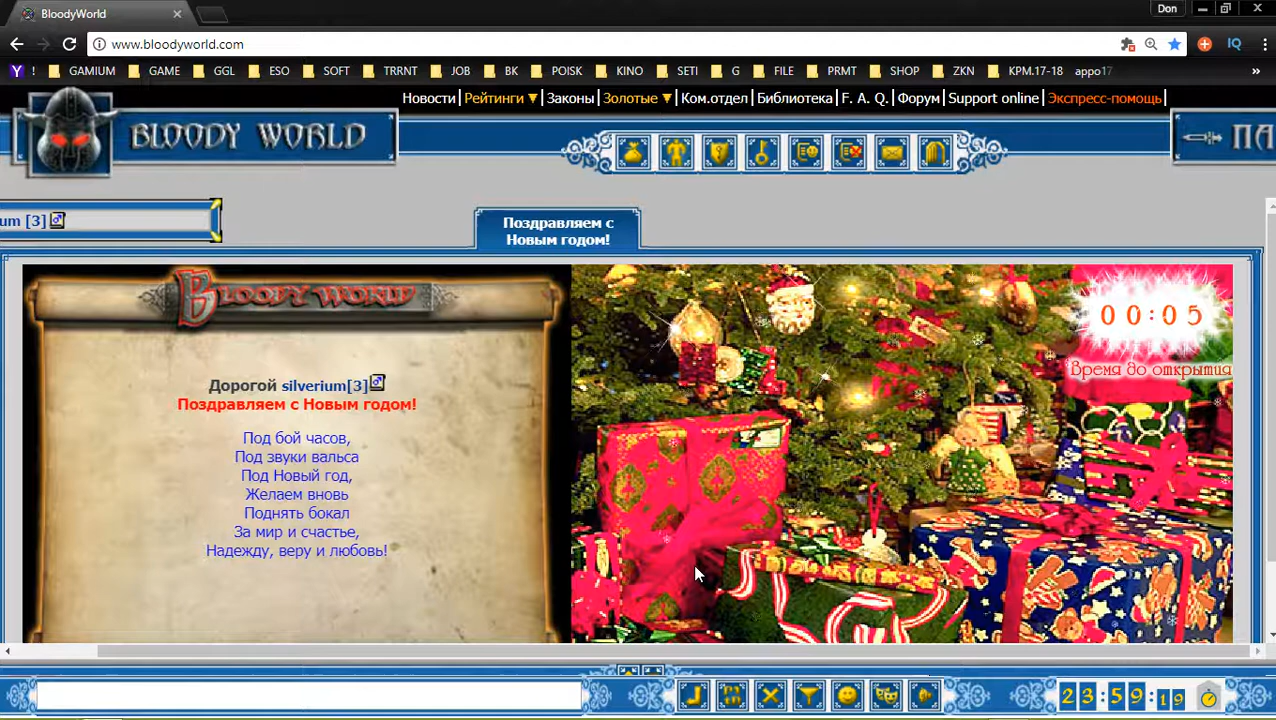 BloodyWorld
Don
www.bloodyworld.com
! GAMIUM GAME GGL ESO SOFT TRRNT JOB BK POISK KINO SETI G FILE PRMT SHOP ZKN KPM.17-18 appo17 »
Новости | Рейтинги ▼ | Законы | Золотые ▼ | Ком.отдел | Библиотека | F. A. Q. | Форум | Support online | Экспресс-помощь |
BLOODY WORLD
ПА
um [3]
Поздравляем с
Новым годом!
BLOODY WORLD
00:05
Время до открытия
Дорогой silverium[3]
Поздравляем с Новым годом!
Под бой часов,
Под звуки вальса
Под Новый год,
Желаем вновь
Поднять бокал
За мир и счастье,
Надежду, веру и любовь!
23:59:19